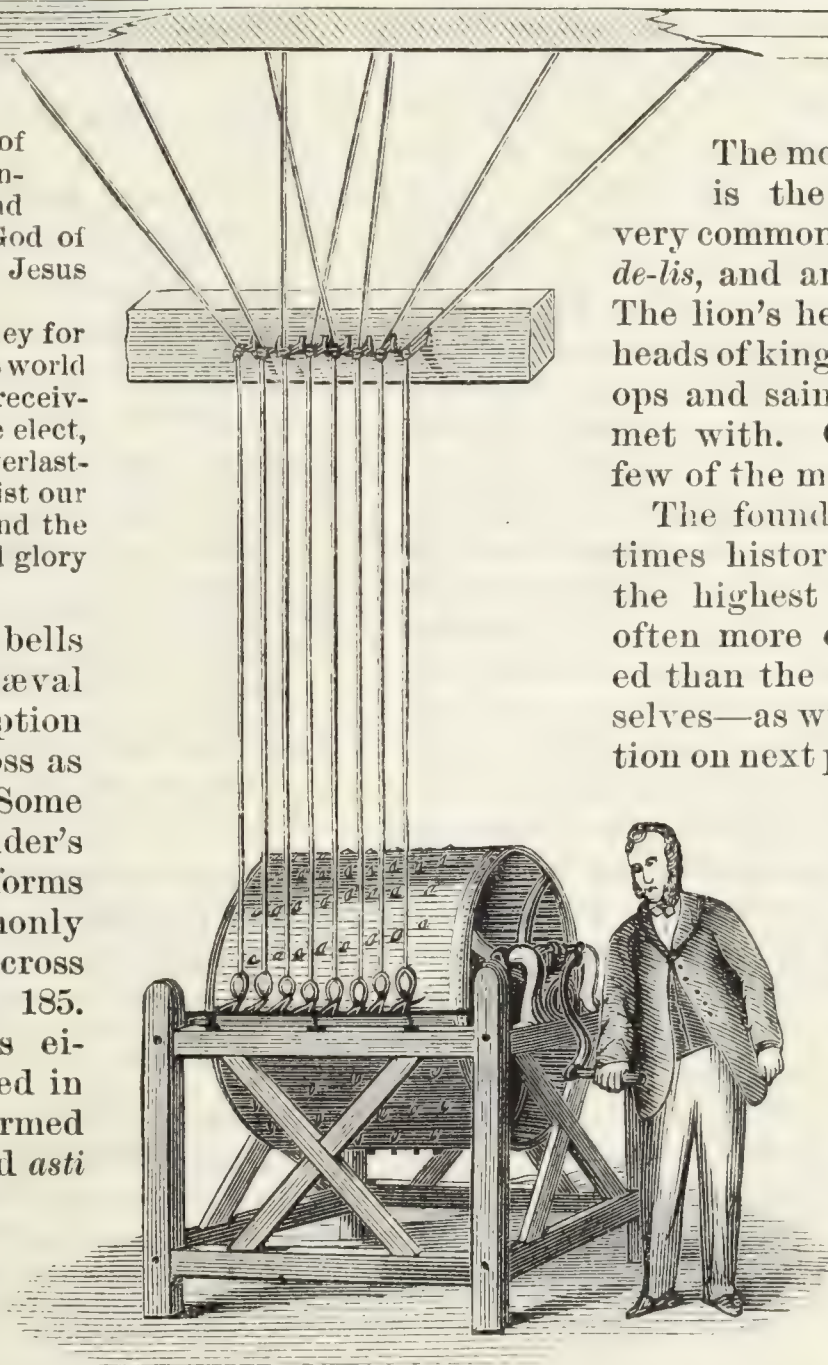 of
n-
nd
God of
Jesus
ey for
world
receiv-
e elect,
verlast-
ist our
nd the
l glory
bells
æval
ption
oss as
Some
der's
forms
monly
cross
185.
s ei-
ed in
rmed
d asti
The mo
is the
very common
de-lis, and an
The lion's he
heads of king
ops and sain
met with.
few of the m
The found
times histor
the highest
often more
ed than the
selves—as w
tion on next